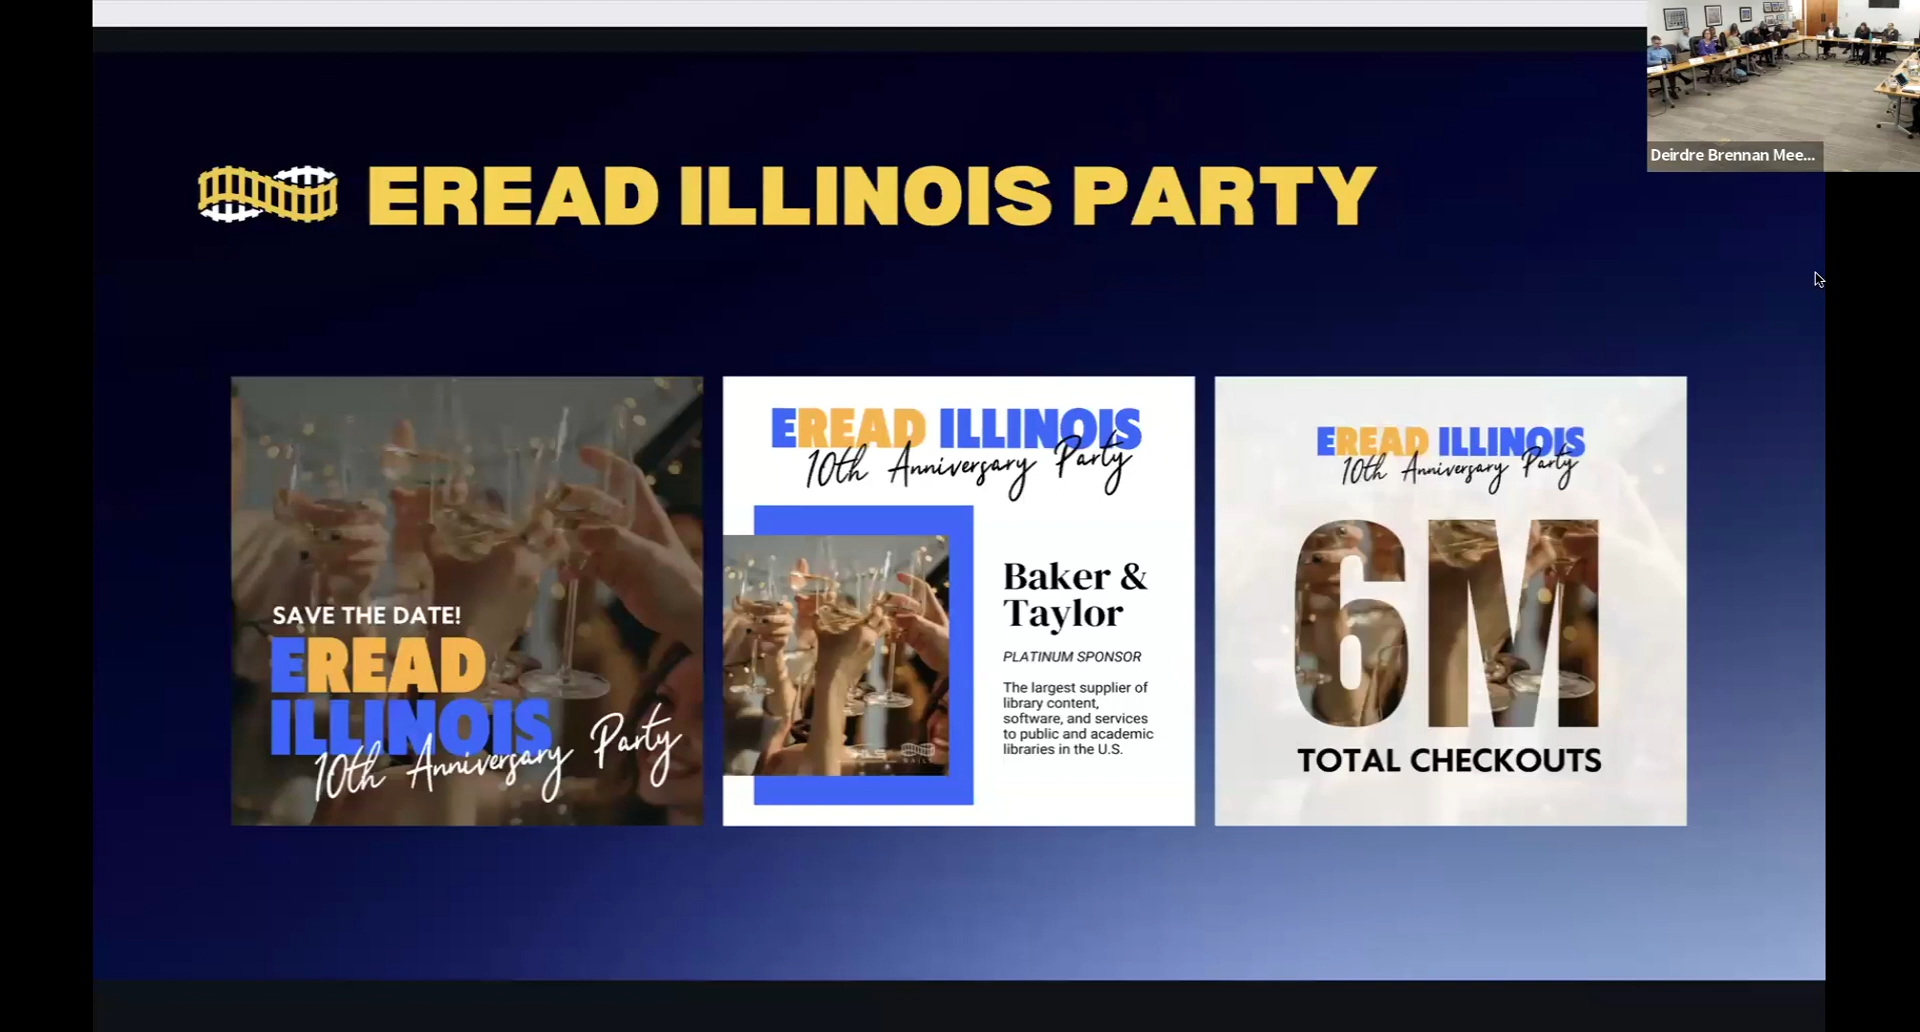 Deirdre Brennan Mee...
EREAD ILLINOIS PARTY
SAVE THE DATE!
EREAD
ILLINOIS
10th Anniversary Party
EREAD ILLINOIS
10th Anniversary Party
Baker &
Taylor
PLATINUM SPONSOR
The largest supplier of
library content,
software, and services
to public and academic
libraries in the U.S.
EREAD ILLINOIS
10th Anniversary Party
6M
TOTAL CHECKOUTS